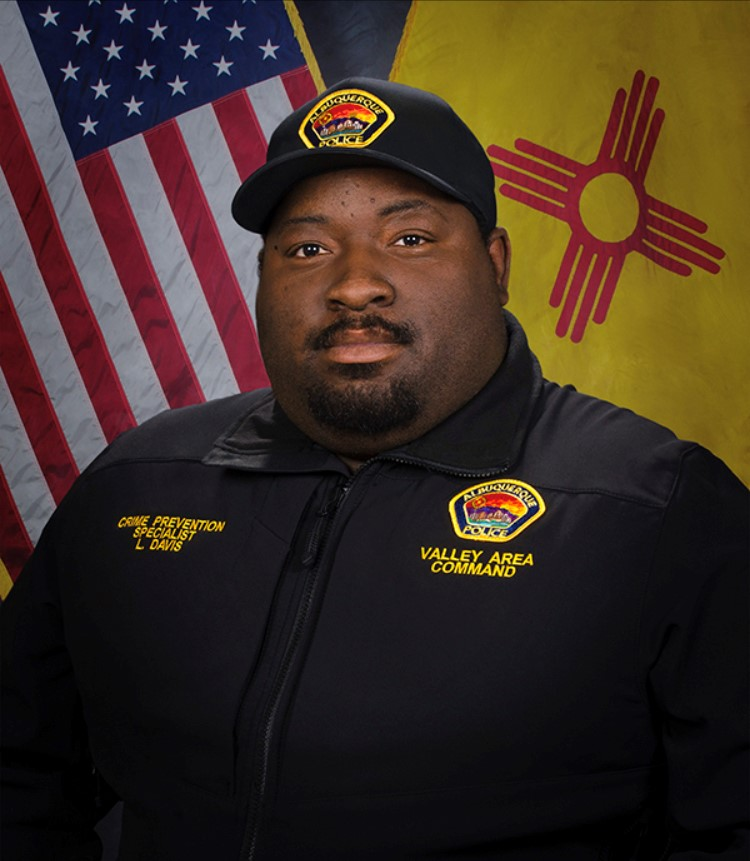 ALBUQUERQUE
POLICE
CRIME PREVENTION
SPECIALIST
L. DAVIS
ALBUQUERQUE
POLICE
VALLEY AREA
COMMAND